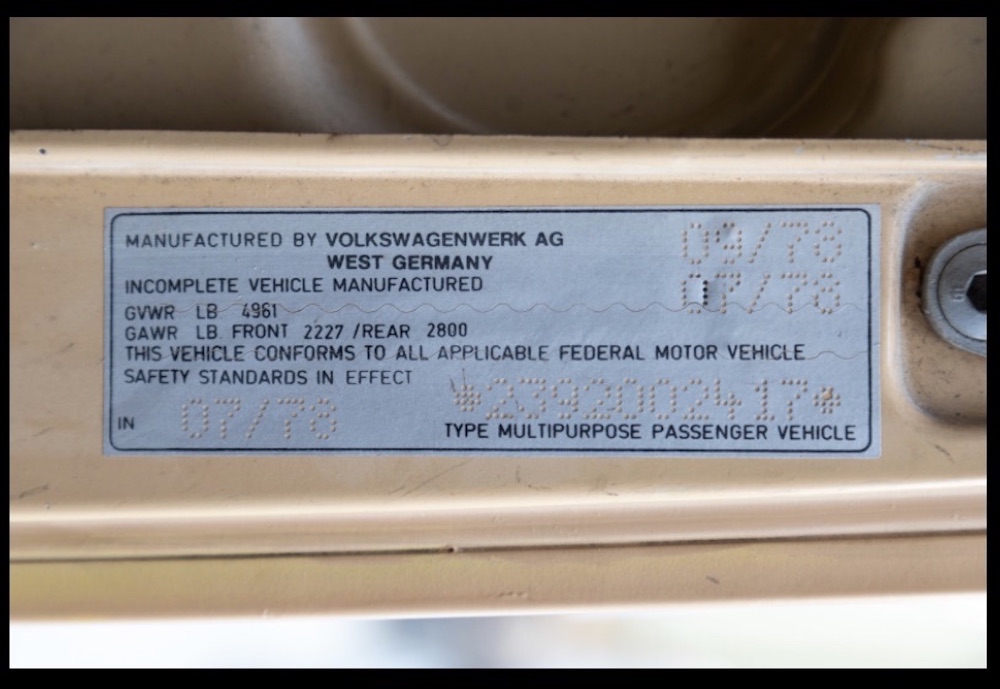 MANUFACTURED BY VOLKSWAGENWERK AG 09/78
WEST GERMANY
INCOMPLETE VEHICLE MANUFACTURED 07/78
GVWR LB 4961
GAWR LB. FRONT 2227 /REAR 2800
THIS VEHICLE CONFORMS TO ALL APPLICABLE FEDERAL MOTOR VEHICLE
SAFETY STANDARDS IN EFFECT
*2392002417*
IN 07/78
TYPE MULTIPURPOSE PASSENGER VEHICLE